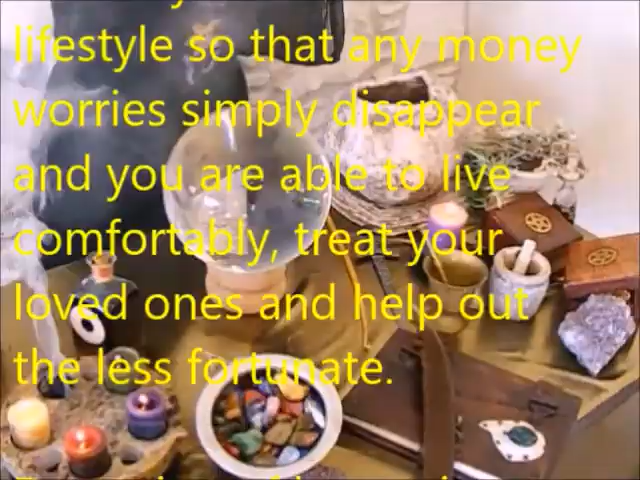 lifestyle so that any money
worries simply disappear
and you are able to live
comfortably, treat your
loved ones and help out
the less fortunate.